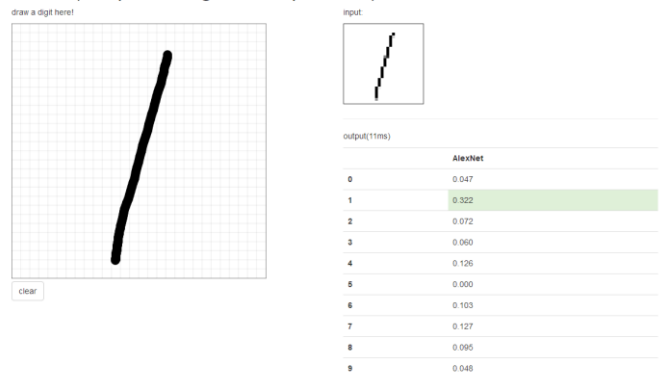 draw a digit here!
clear
input:
output(11ms)
AlexNet
0 0.047
1 0.322
2 0.072
3 0.060
4 0.126
5 0.000
6 0.103
7 0.127
8 0.095
9 0.048